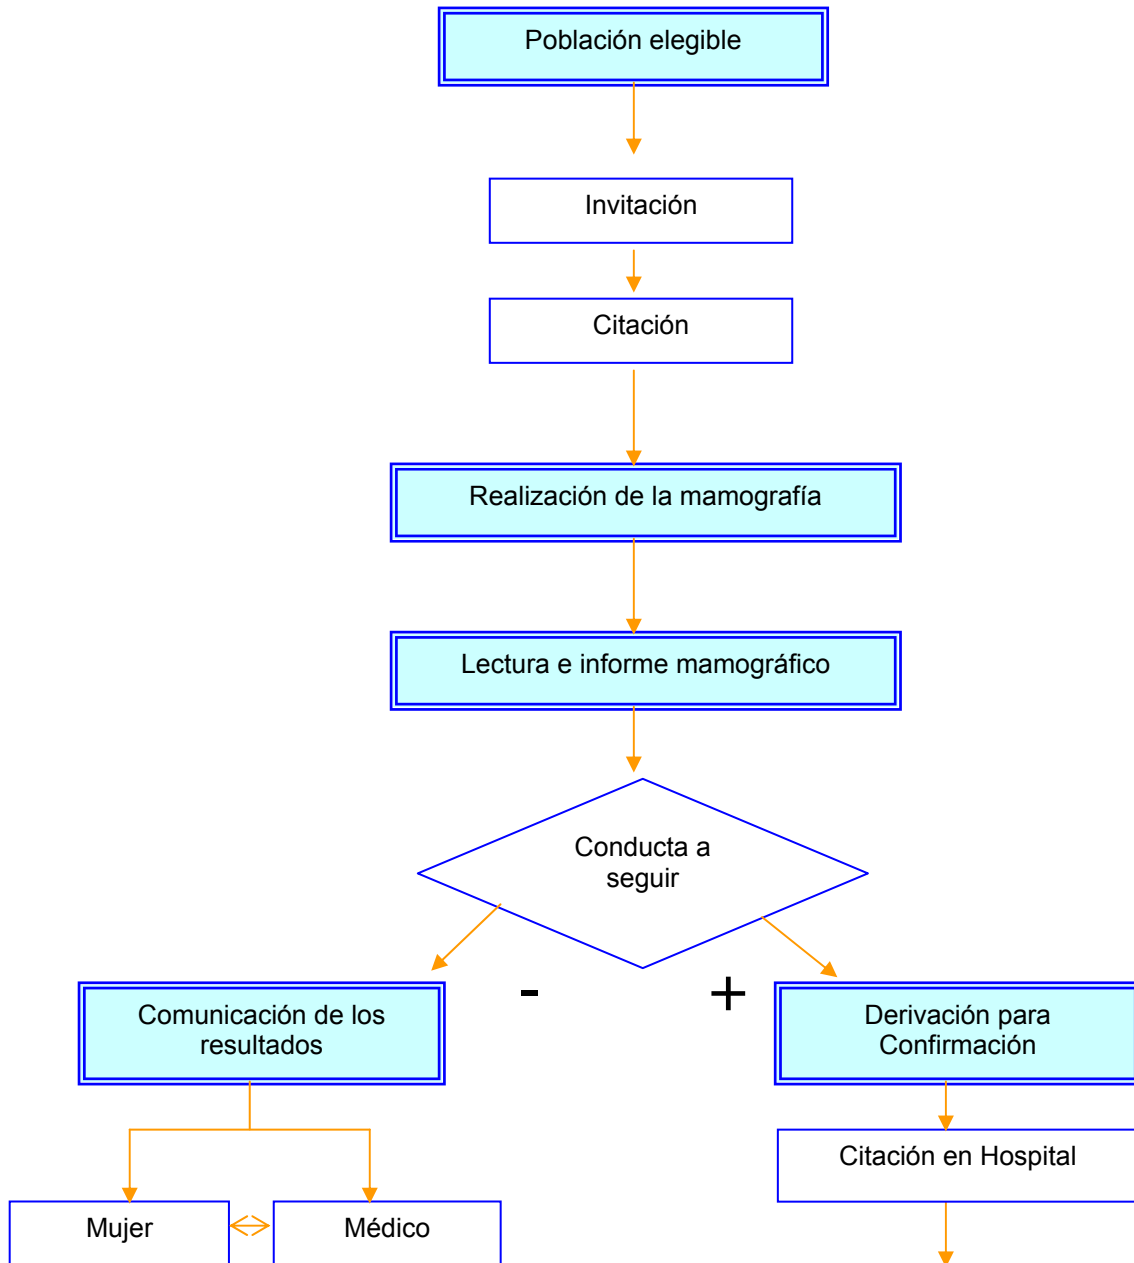 Población elegible
Invitación
Citación
Realización de la mamografía
Lectura e informe mamográfico
Conducta a
seguir
-
+
Comunicación de los
resultados
Derivación para
Confirmación
Citación en Hospital
Mujer
Médico